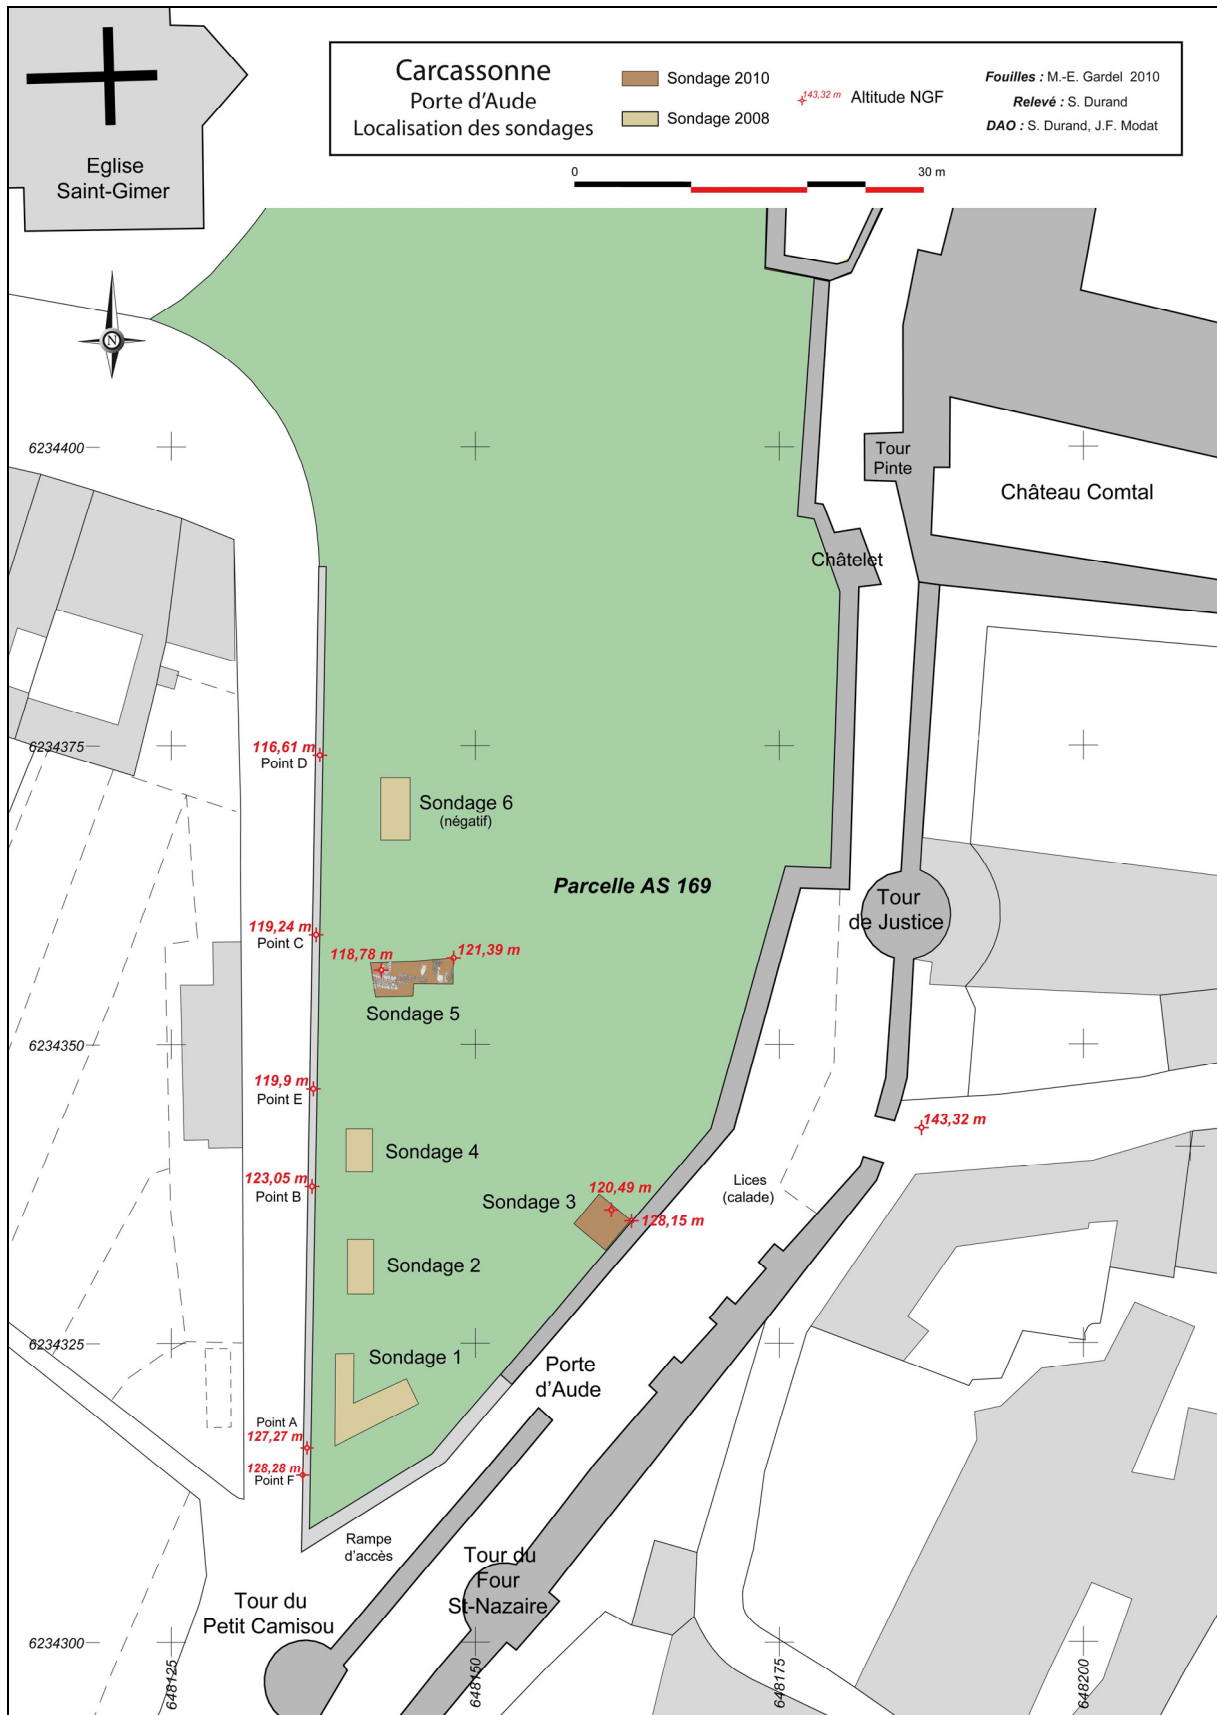 Carcassonne
Porte d'Aude
Localisation des sondages
Sondage 2010
Sondage 2008
143,32 m
Altitude NGF
Fouilles : M.-E. Gardel 2010
Relevé : S. Durand
DAO : S. Durand, J.F. Modat
0
30 m
Eglise
Saint-Gimer
N
6234400
Tour
Pinte
Château Comtal
Châtelet
6234375
116,61 m
Point D
Sondage 6
(négatif)
Parcelle AS 169
Tour
de Justice
119,24 m
Point C
118,78 m
121,39 m
Sondage 5
6234350
119,9 m
Point E
143,32 m
Sondage 4
123,05 m
Point B
Lices
(calade)
Sondage 3
120,49 m
128,15 m
Sondage 2
6234325
Sondage 1
Porte
d'Aude
Point A
127,27 m
128,28 m
Point F
Rampe
d'accès
Tour du
Four
St-Nazaire
Tour du
Petit Camisou
6234300
648125
648150
648175
648200